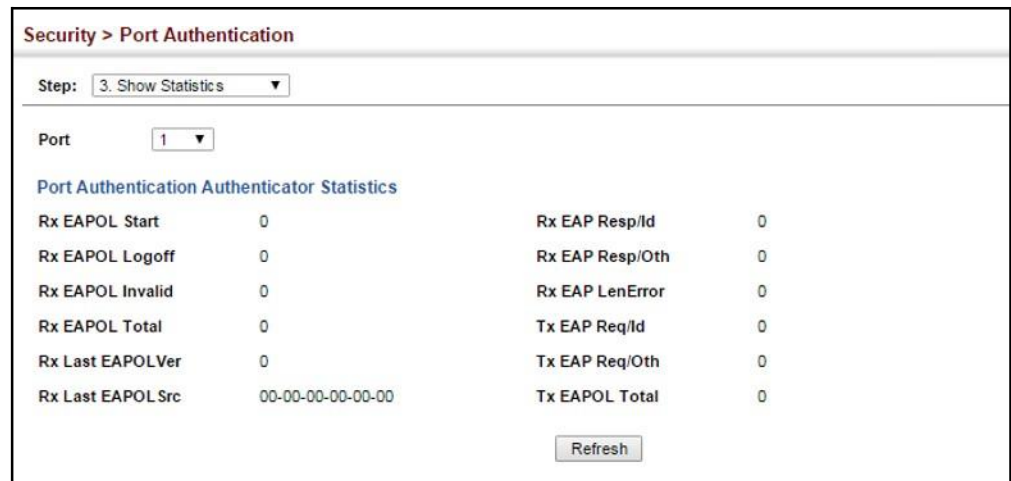 Security > Port Authentication
Step: 3. Show Statistics
Port 1
Port Authentication Authenticator Statistics
Rx EAPOL Start 0 Rx EAP Resp/Id 0
Rx EAPOL Logoff 0 Rx EAP Resp/Oth 0
Rx EAPOL Invalid 0 Rx EAP LenError 0
Rx EAPOL Total 0 Tx EAP Req/Id 0
Rx Last EAPOLVer 0 Tx EAP Req/Oth 0
Rx Last EAPOLSrc 00-00-00-00-00-00 Tx EAPOL Total 0
Refresh